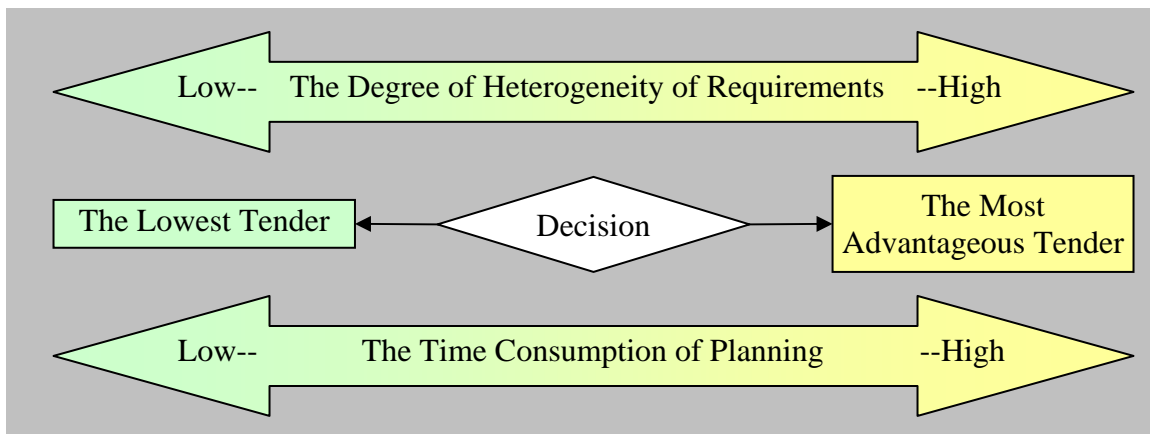 Low-- The Degree of Heterogeneity of Requirements --High
The Lowest Tender
Decision
The Most
Advantageous Tender
Low-- The Time Consumption of Planning --High